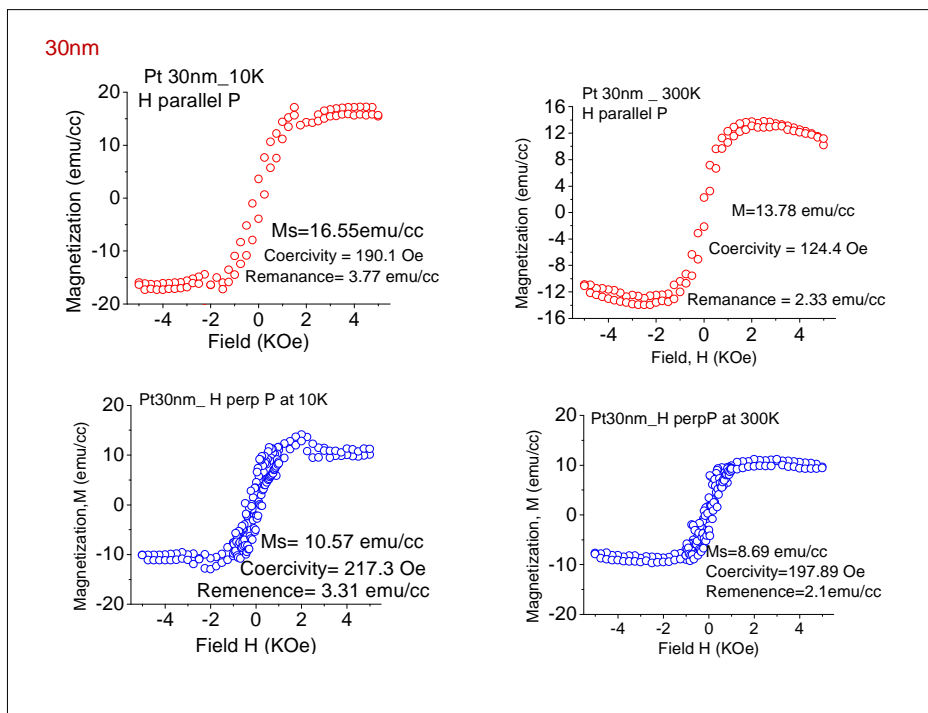 30nm
Pt 30nm_10K
H parallel P
20
10
0
-10
-20
-4
-2
0
2
4
Magnetization (emu/cc)
Field (KOe)
Ms=16.55emu/cc
Coercivity = 190.1 Oe
Remanance= 3.77 emu/cc
Pt 30nm _ 300K
H parallel P
16
12
8
4
0
-4
-8
-12
-16
-4
-2
0
2
4
Magnetization (emu/cc)
Field, H (KOe)
M=13.78 emu/cc
Coercivity = 124.4 Oe
Remanance = 2.33 emu/cc
Pt30nm_ H perp P at 10K
20
10
0
-10
-20
-4
-2
0
2
4
Magnetization,M (emu/cc)
Field H (KOe)
Ms= 10.57 emu/cc
Coercivity= 217.3 Oe
Remenence= 3.31 emu/cc
Pt30nm_H perpP at 300K
20
10
0
-10
-20
-4
-2
0
2
4
Magnetization, M (emu/cc)
Field H (KOe)
Ms=8.69 emu/cc
Coercivity=197.89 Oe
Remenence=2.1emu/cc